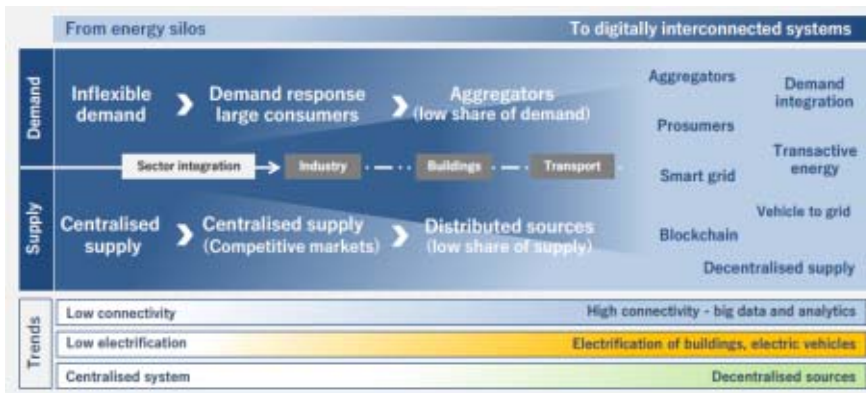 From energy silos
To digitally interconnected systems
Demand
Inflexible
demand
Demand response
large consumers
Aggregators
(low share of demand)
Aggregators
Demand
integration
Prosumers
Sector integration
Industry
Buildings
Transport
Transactive
energy
Smart grid
Supply
Centralised
supply
Centralised supply
(Competitive markets)
Distributed sources
(low share of supply)
Vehicle to grid
Blockchain
Decentralised supply
Trends
Low connectivity
High connectivity - big data and analytics
Low electrification
Electrification of buildings, electric vehicles
Centralised system
Decentralised sources